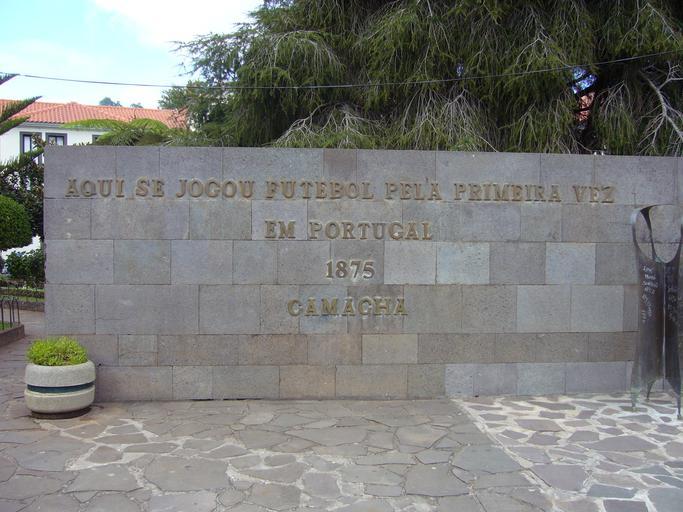 AQUI SE JOGOU FUTEBOL PELA PRIMEIRA VEZ
EM PORTUGAL
1875
CAMACHA